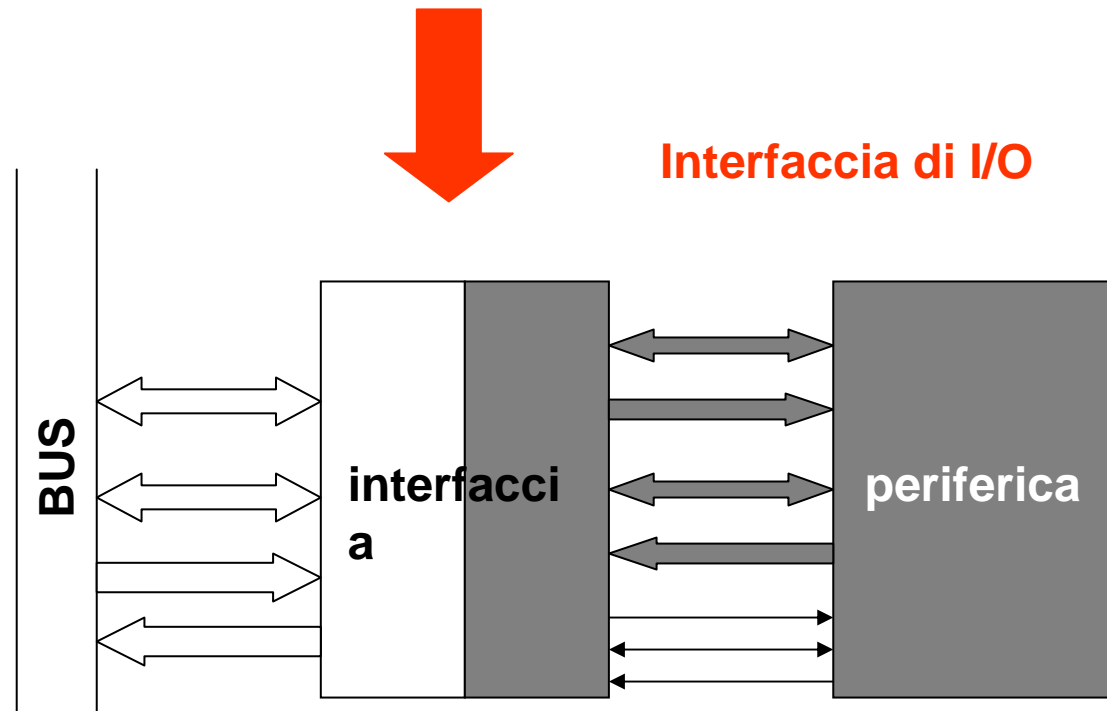 Interfaccia di I/O
BUS
interfacci
a
periferica